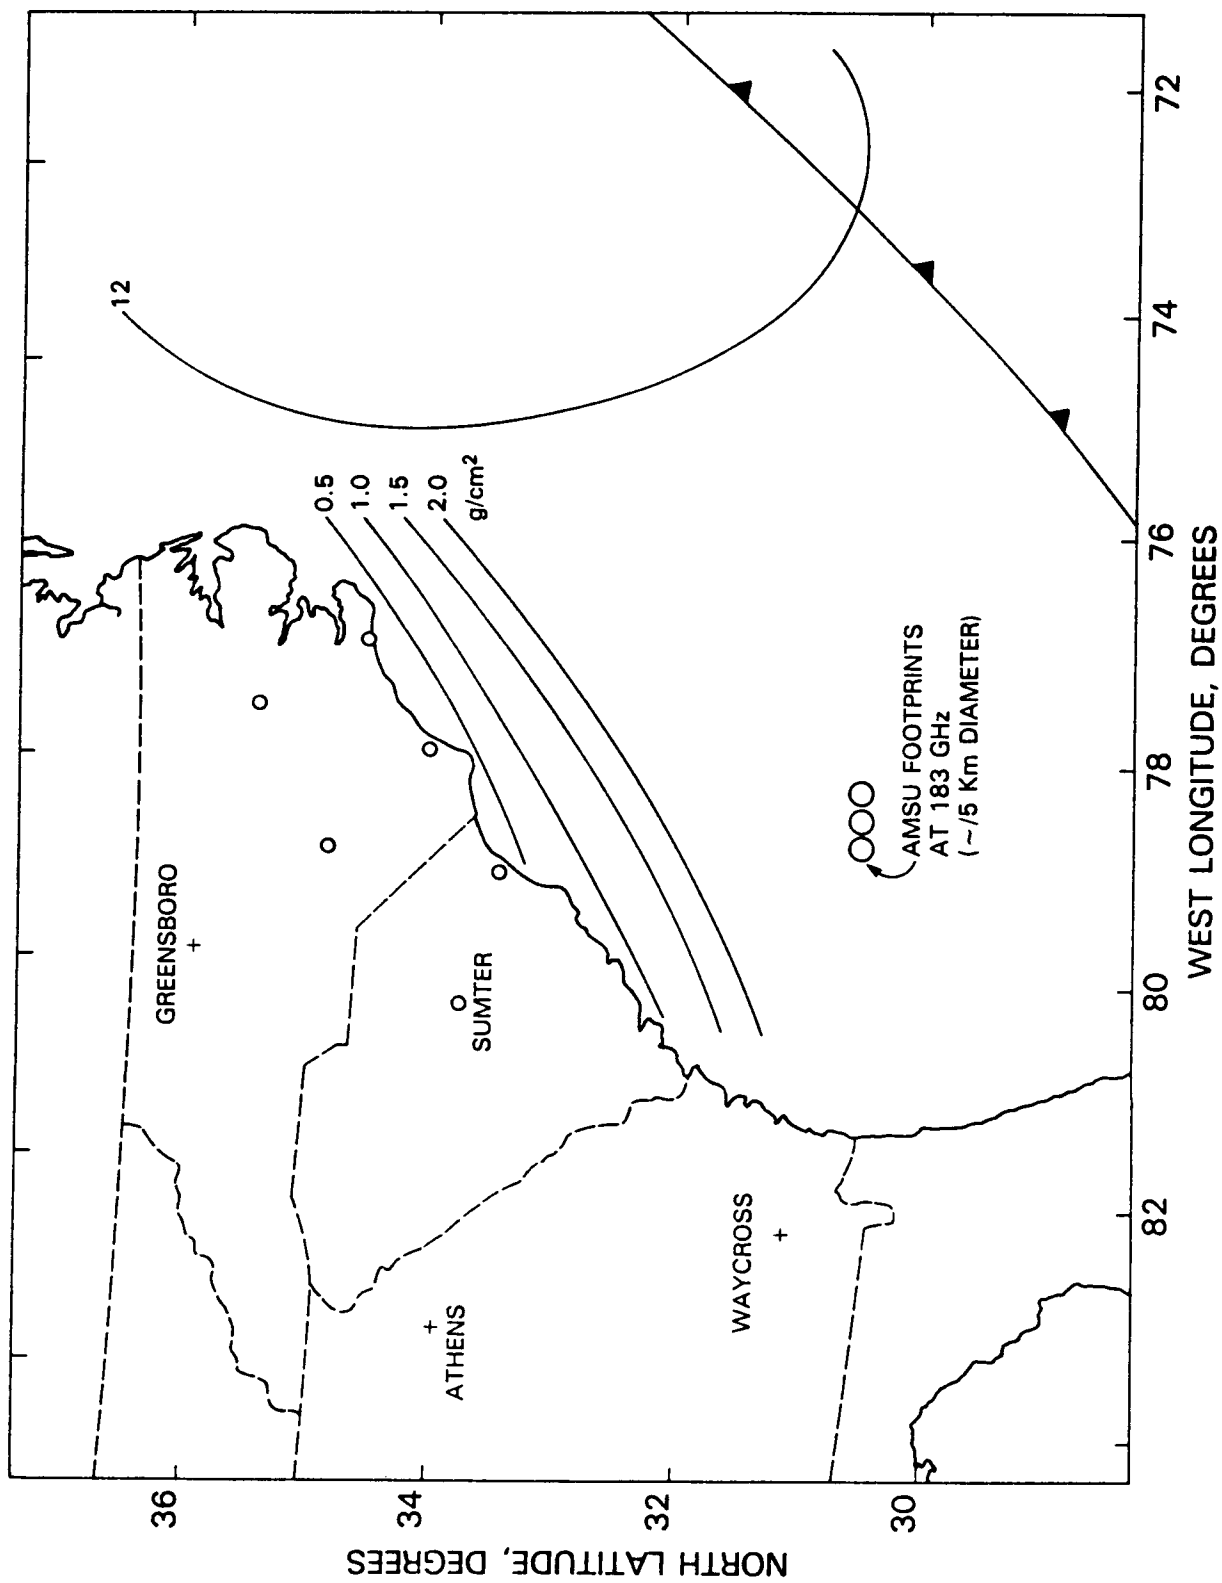 12
0.5
1.0
1.5
2.0
g/cm²
GREENSBORO
SUMTER
ATHENS
WAYCROSS
AMSU FOOTPRINTS
AT 183 GHz
(~/5 Km DIAMETER)
36
34
32
30
NORTH LATITUDE, DEGREES
82
80
78
76
74
72
WEST LONGITUDE, DEGREES